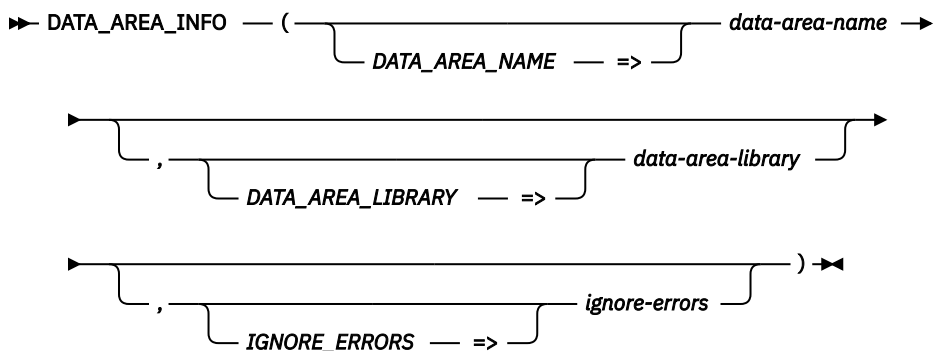 DATA_AREA_INFO ( data-area-name
DATA_AREA_NAME =>
, data-area-library
DATA_AREA_LIBRARY =>
)
, ignore-errors
IGNORE_ERRORS =>